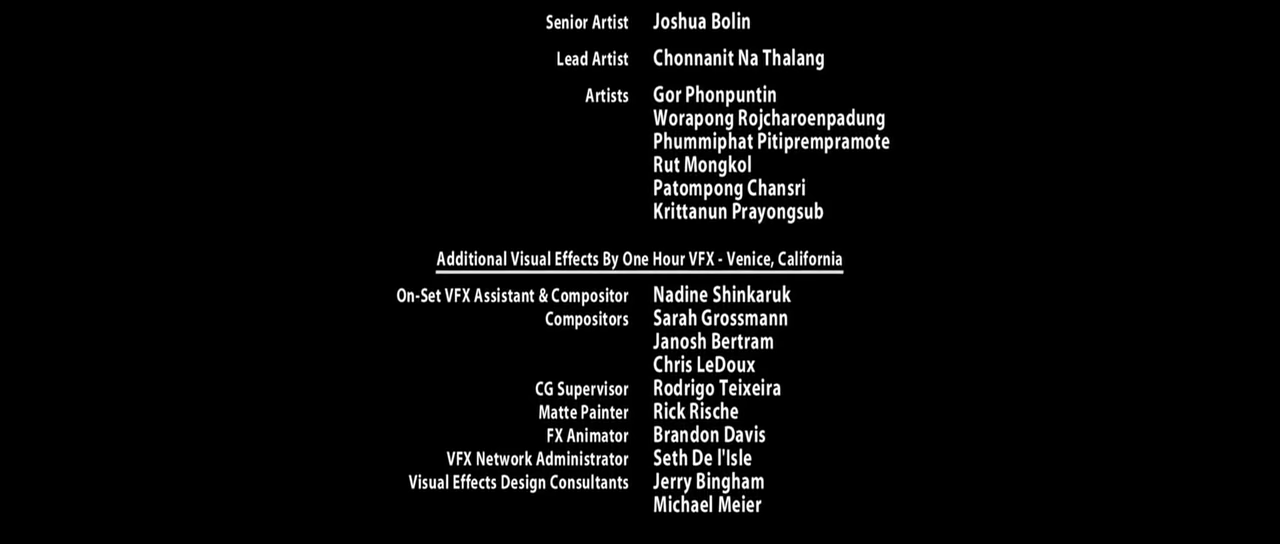 Senior Artist Joshua Bolin
Lead Artist Chonnanit Na Thalang
Artists Gor Phonpuntin
Worapong Rojcharoenpadung
Phummiphat Pitiprempramote
Rut Mongkol
Patompong Chansri
Krittanun Prayongsub
Additional Visual Effects By One Hour VFX - Venice, California
On-Set VFX Assistant & Compositor Nadine Shinkaruk
Compositors Sarah Grossmann
Janosh Bertram
Chris LeDoux
CG Supervisor Rodrigo Teixeira
Matte Painter Rick Rische
FX Animator Brandon Davis
VFX Network Administrator Seth De l'Isle
Visual Effects Design Consultants Jerry Bingham
Michael Meier